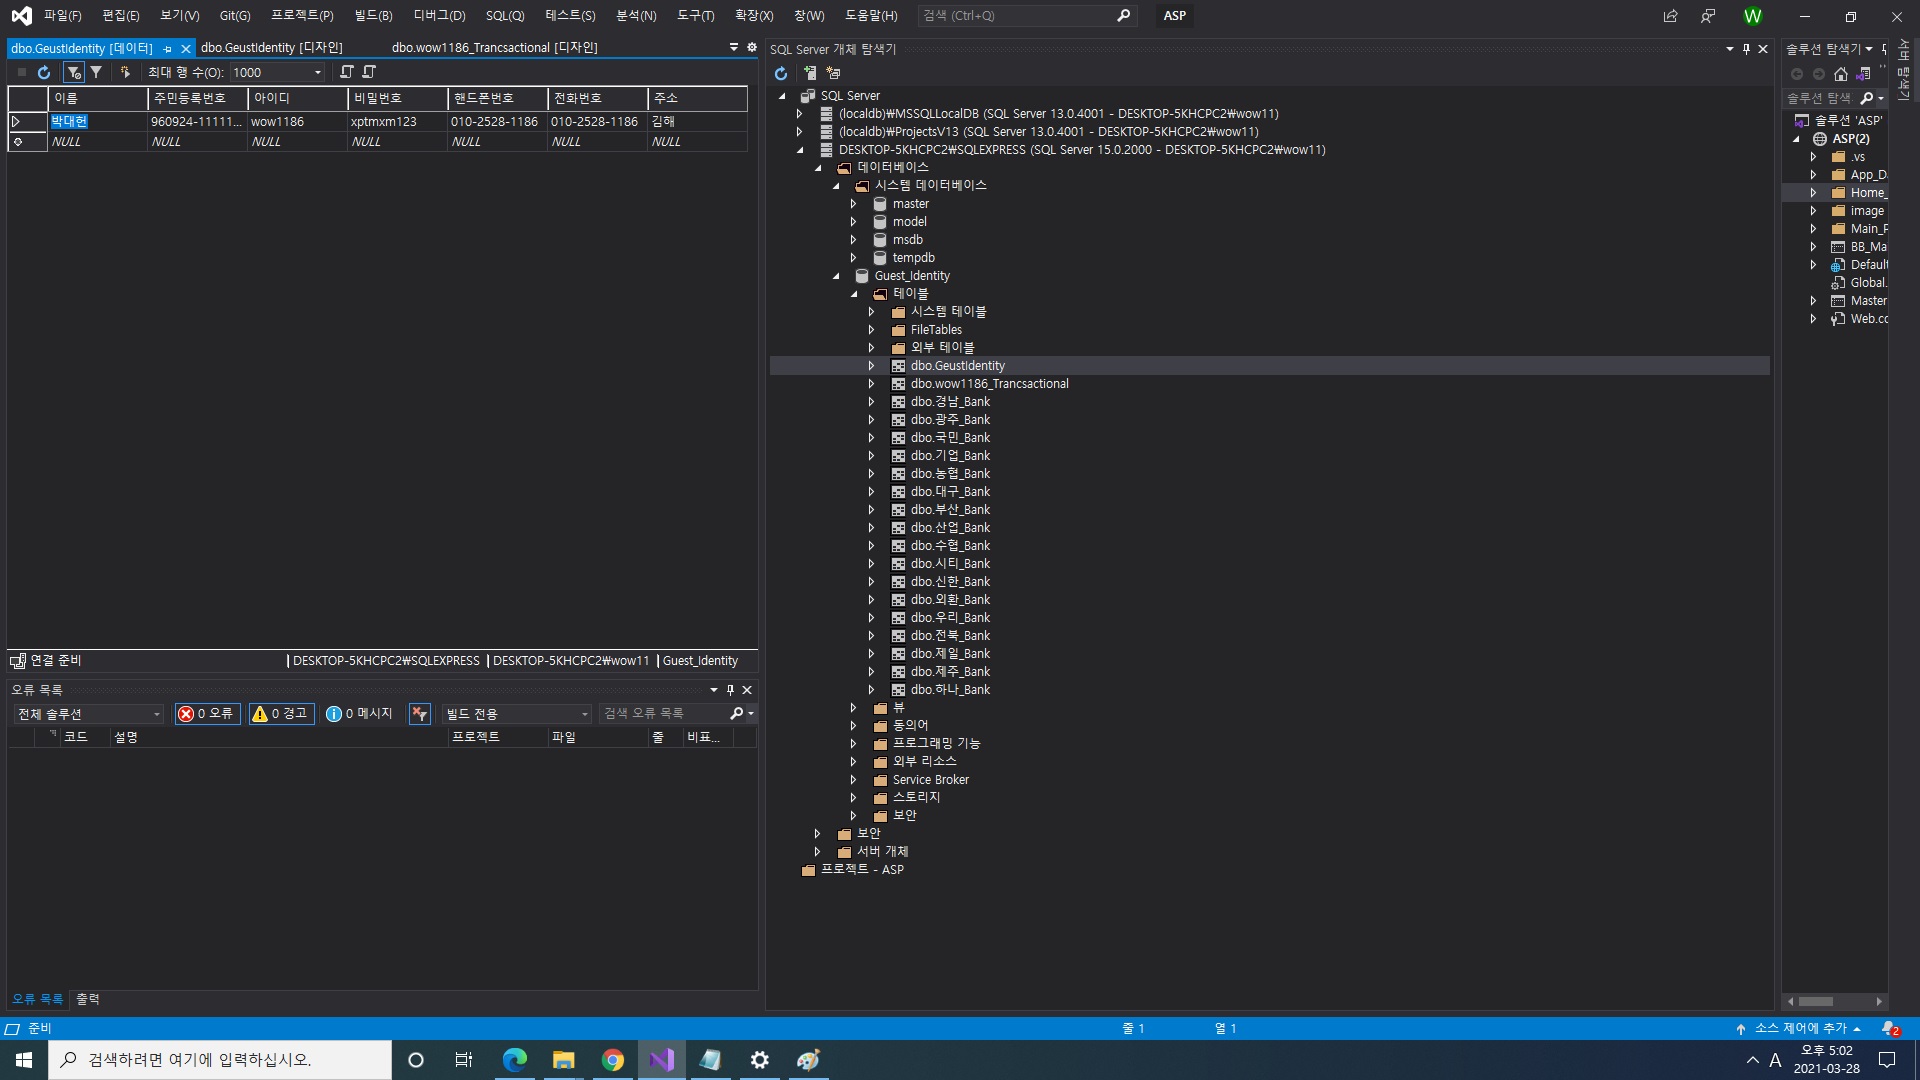 파일(F) 편집(E) 보기(V) Git(G) 프로젝트(P) 빌드(B) 디버그(D) SQL(Q) 테스트(S) 분석(N) 도구(T) 확장(X) 창(W) 도움말(H) 검색 (Ctrl+Q) ASP W
dbo.GeustIdentity [데이터] dbo.GeustIdentity [디자인] dbo.wow1186_Trancsactional [디자인]
최대 행 수(O): 1000
이름 주민등록번호 아이디 비밀번호 핸드폰번호 전화번호 주소
박대헌 960924-11111... wow1186 xptmxm123 010-2528-1186 010-2528-1186 김해
NULL NULL NULL NULL NULL NULL NULL
연결 준비 DESKTOP-5KHCPC2₩SQLEXPRESS DESKTOP-5KHCPC2₩wow11 Guest_Identity
오류 목록
전체 솔루션 0 오류 0 경고 0 메시지 빌드 전용 검색 오류 목록
코드 설명 프로젝트 파일 줄 비표...
오류 목록 출력
SQL Server 개체 탐색기
SQL Server
(localdb)₩MSSQLLocalDB (SQL Server 13.0.4001 - DESKTOP-5KHCPC2₩wow11)
(localdb)₩ProjectsV13 (SQL Server 13.0.4001 - DESKTOP-5KHCPC2₩wow11)
DESKTOP-5KHCPC2₩SQLEXPRESS (SQL Server 15.0.2000 - DESKTOP-5KHCPC2₩wow11)
데이터베이스
시스템 데이터베이스
master
model
msdb
tempdb
Guest_Identity
테이블
시스템 테이블
FileTables
외부 테이블
dbo.GeustIdentity
dbo.wow1186_Trancsactional
dbo.경남_Bank
dbo.광주_Bank
dbo.국민_Bank
dbo.기업_Bank
dbo.농협_Bank
dbo.대구_Bank
dbo.부산_Bank
dbo.산업_Bank
dbo.수협_Bank
dbo.시티_Bank
dbo.신한_Bank
dbo.외환_Bank
dbo.우리_Bank
dbo.전북_Bank
dbo.제일_Bank
dbo.제주_Bank
dbo.하나_Bank
뷰
동의어
프로그래밍 기능
외부 리소스
Service Broker
스토리지
보안
보안
서버 개체
프로젝트 - ASP
솔루션 탐색기
솔루션 탐색
솔루션 'ASP'
ASP(2)
.vs
App_D
Home_
image
Main_P
BB_Ma
Default
Global.
Master
Web.co
서버 탐색기
준비 줄 1 열 1 소스 제어에 추가 2
검색하려면 여기에 입력하십시오. A 오후 5:02
2021-03-28